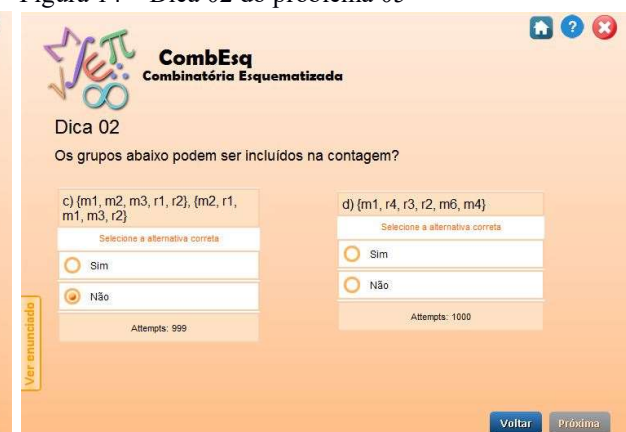 Figura 14 – Dica 02 do problema 03
CombEsq
Combinatória Esquematizada
Dica 02
Os grupos abaixo podem ser incluídos na contagem?
c) {m1, m2, m3, r1, r2}, {m2, r1,
m1, m3, r2}
Selecione a alternativa correta
Sim
Não
Attempts: 999
d) {m1, r4, r3, r2, m6, m4}
Selecione a alternativa correta
Sim
Não
Attempts: 1000
Ver enunciado
Voltar
Próxima